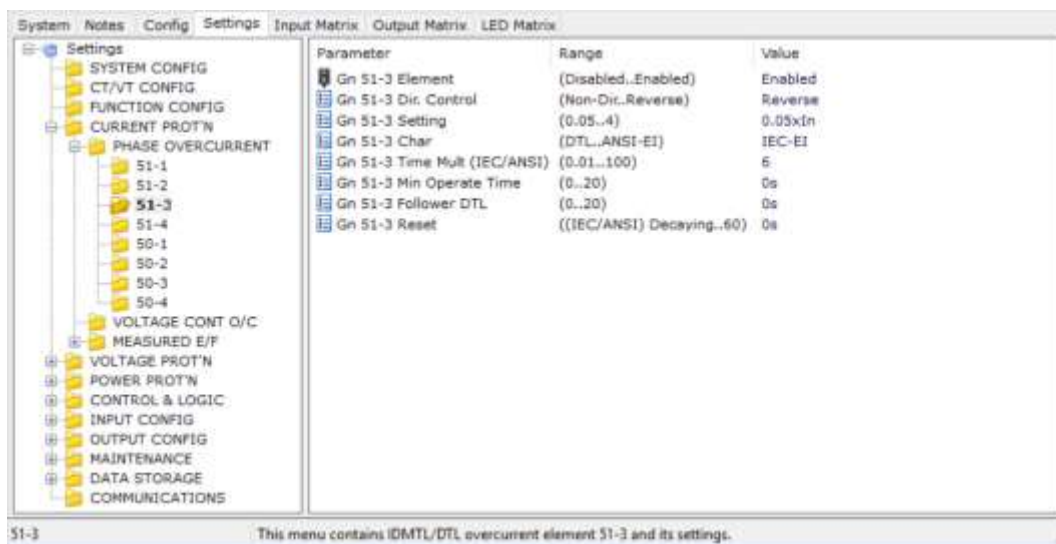 System Notes Config Settings Input Matrix Output Matrix LED Matrix
Settings
SYSTEM CONFIG
CT/VT CONFIG
FUNCTION CONFIG
CURRENT PROT'N
PHASE OVERCURRENT
51-1
51-2
51-3
51-4
50-1
50-2
50-3
50-4
VOLTAGE CONT O/C
MEASURED E/F
VOLTAGE PROT'N
POWER PROT'N
CONTROL & LOGIC
INPUT CONFIG
OUTPUT CONFIG
MAINTENANCE
DATA STORAGE
COMMUNICATIONS
Parameter Range Value
Gn 51-3 Element (Disabled..Enabled) Enabled
Gn 51-3 Dir. Control (Non-Dir..Reverse) Reverse
Gn 51-3 Setting (0.05..4) 0.05xIn
Gn 51-3 Char (DTL..ANSI-EI) IEC-EI
Gn 51-3 Time Mult (IEC/ANSI) (0.01..100) 6
Gn 51-3 Min Operate Time (0..20) 0s
Gn 51-3 Follower DTL (0..20) 0s
Gn 51-3 Reset ((IEC/ANSI) Decaying..60) 0s
51-3 This menu contains IDMTL/DTL overcurrent element 51-3 and its settings.